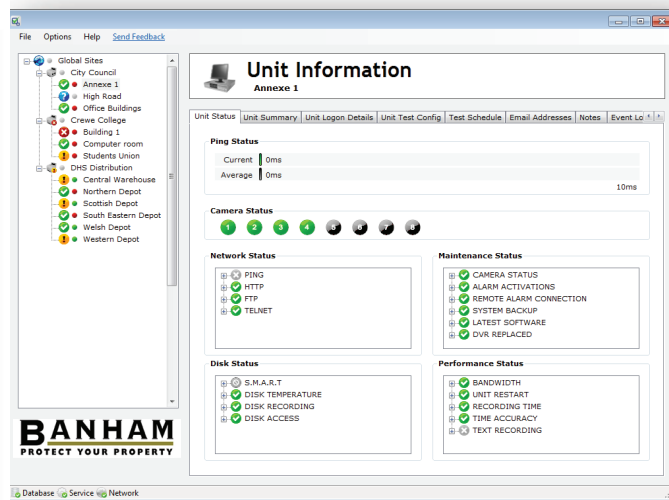 File Options Help Send Feedback
Global Sites
City Council
Annexe 1
High Road
Office Buildings
Crewe College
Building 1
Computer room
Students Union
DHS Distribution
Central Warehouse
Northern Depot
Scottish Depot
South Eastern Depot
Welsh Depot
Western Depot
BANHAM
PROTECT YOUR PROPERTY
Unit Information
Annexe 1
Unit Status Unit Summary Unit Logon Details Unit Test Config Test Schedule Email Addresses Notes Event Lo
Ping Status
Current 0ms
Average 0ms
10ms
Camera Status
1 2 3 4 5 6 7 8
Network Status
PING
HTTP
FTP
TELNET
Maintenance Status
CAMERA STATUS
ALARM ACTIVATIONS
REMOTE ALARM CONNECTION
SYSTEM BACKUP
LATEST SOFTWARE
DVR REPLACED
Disk Status
S.M.A.R.T
DISK TEMPERATURE
DISK RECORDING
DISK ACCESS
Performance Status
BANDWIDTH
UNIT RESTART
RECORDING TIME
TIME ACCURACY
TEXT RECORDING
Database Service Network